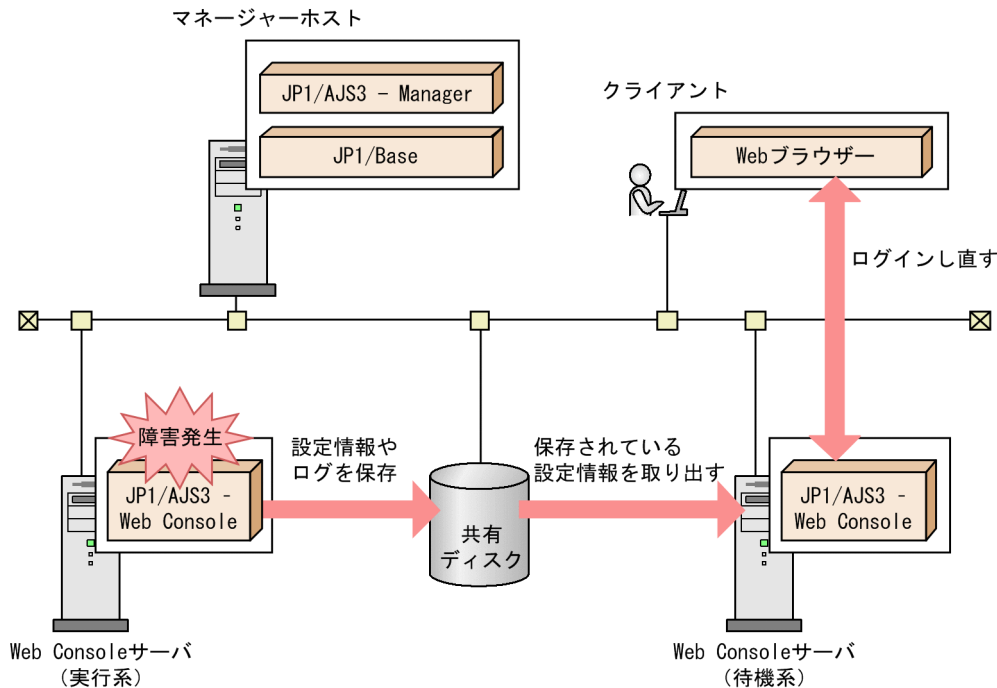 マネージャーホスト
JP1/AJS3 - Manager
JP1/Base
クライアント
Webブラウザー
ログインし直す
障害発生
JP1/AJS3 -
Web Console
設定情報や
ログを保存
共有
ディスク
保存されている
設定情報を取り出す
JP1/AJS3 -
Web Console
Web Consoleサーバ
(実行系)
Web Consoleサーバ
(待機系)